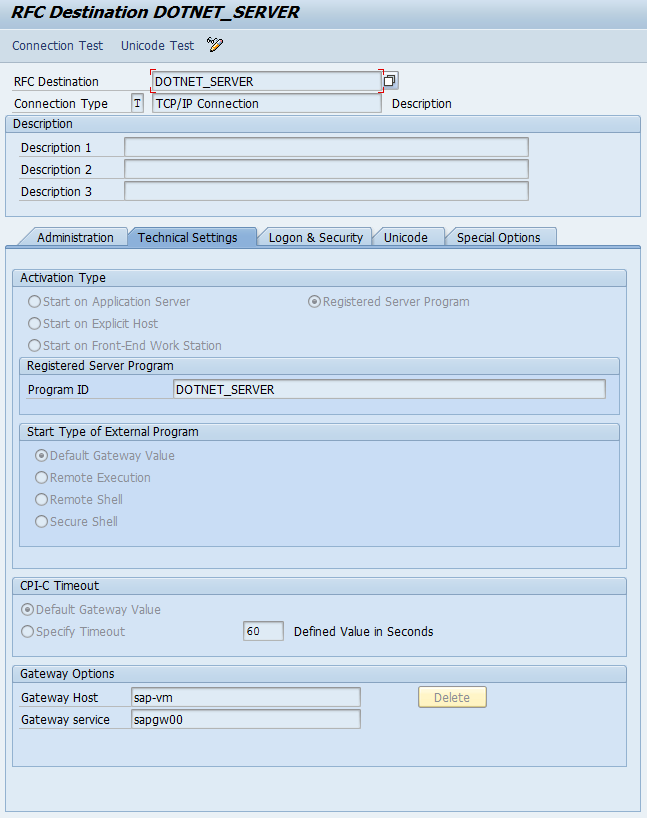 RFC Destination DOTNET_SERVER
Connection Test Unicode Test
RFC Destination DOTNET_SERVER
Connection Type T TCP/IP Connection Description
Description
Description 1
Description 2
Description 3
Administration Technical Settings Logon & Security Unicode Special Options
Activation Type
Start on Application Server Registered Server Program
Start on Explicit Host
Start on Front-End Work Station
Registered Server Program
Program ID DOTNET_SERVER
Start Type of External Program
Default Gateway Value
Remote Execution
Remote Shell
Secure Shell
CPI-C Timeout
Default Gateway Value
Specify Timeout 60 Defined Value in Seconds
Gateway Options
Gateway Host sap-vm Delete
Gateway service sapgw00